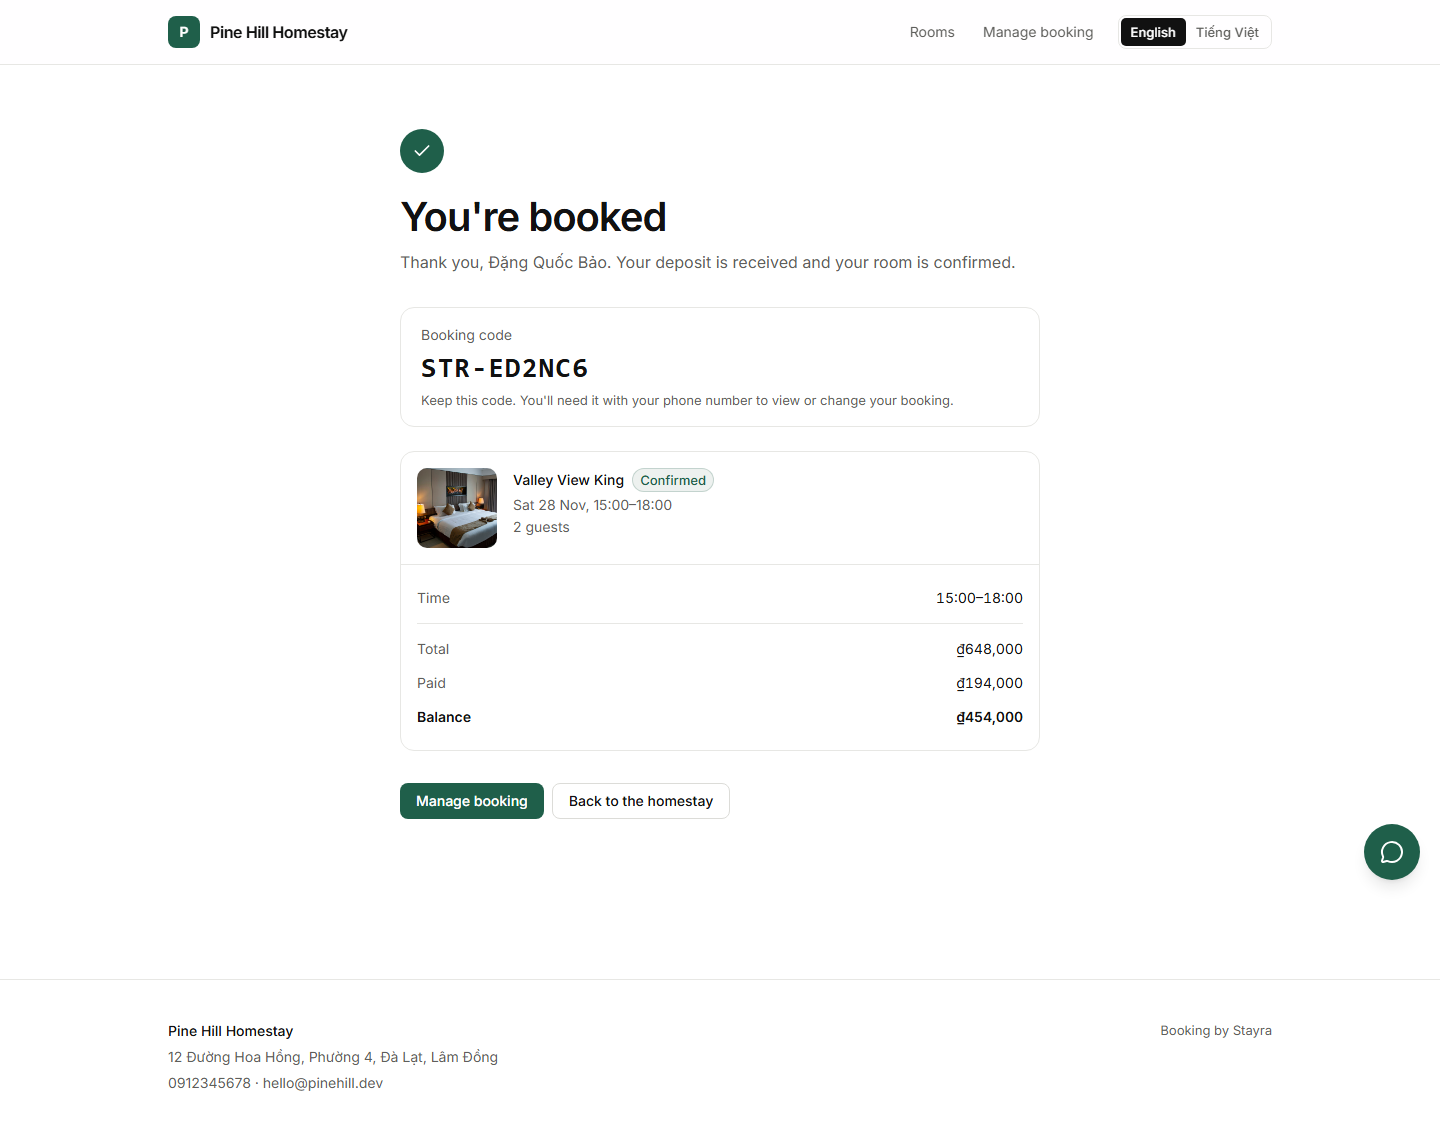 P
Pine Hill Homestay
Rooms
Manage booking
English
Tiếng Việt
You're booked
Thank you, Đặng Quốc Bảo. Your deposit is received and your room is confirmed.
Booking code
STR-ED2NC6
Keep this code. You'll need it with your phone number to view or change your booking.
Valley View King
Confirmed
Sat 28 Nov, 15:00–18:00
2 guests
Time 15:00–18:00
Total ₫648,000
Paid ₫194,000
Balance ₫454,000
Manage booking
Back to the homestay
Pine Hill Homestay
Booking by Stayra
12 Đường Hoa Hồng, Phường 4, Đà Lạt, Lâm Đồng
0912345678 · hello@pinehill.dev